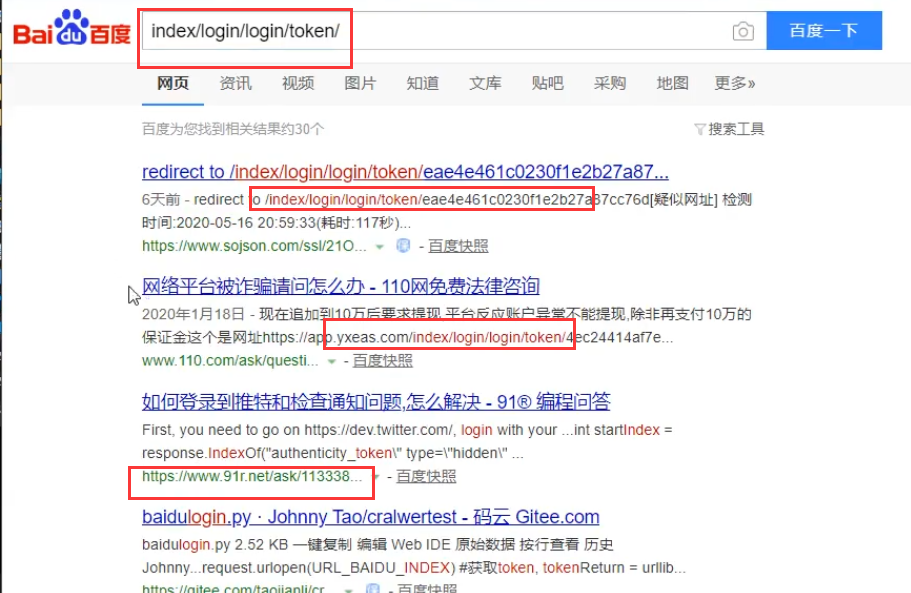 Bai du 百度 index/login/login/token/ 百度一下
网页 资讯 视频 图片 知道 文库 贴吧 采购 地图 更多»
百度为您找到相关结果约30个 搜索工具
redirect to /index/login/login/token/eae4e461c0230f1e2b27a87...
6天前 - redirect to /index/login/login/token/eae4e461c0230f1e2b27a87cc76d[疑似网址] 检测
时间:2020-05-16 20:59:33(耗时:117秒)...
https://www.sojson.com/ssl/21O... - 百度快照
网络平台被诈骗请问怎么办 - 110网免费法律咨询
2020年1月18日 - 现在追加到10万后要求提现,平台反应账户异常不能提现,除非再支付10万的
保证金这个是网址https://app.yxeas.com/index/login/login/token/4ec24414af7e...
www.110.com/ask/questi... - 百度快照
如何登录到推特和检查通知问题,怎么解决 - 91® 编程问答
First, you need to go on https://dev.twitter.com/, login with your ...int startIndex =
response.IndexOf("authenticity_token\" type=\"hidden\" ...
https://www.91r.net/ask/113338... - 百度快照
baidulogin.py · Johnny Tao/cralwertest - 码云 Gitee.com
baidulogin.py 2.52 KB 一键复制 编辑 Web IDE 原始数据 按行查看 历史
Johnny...request.urlopen(URL_BAIDU_INDEX) #获取token, tokenReturn = urllib...
https://gitee.com/taojianli/cr... - 百度快照